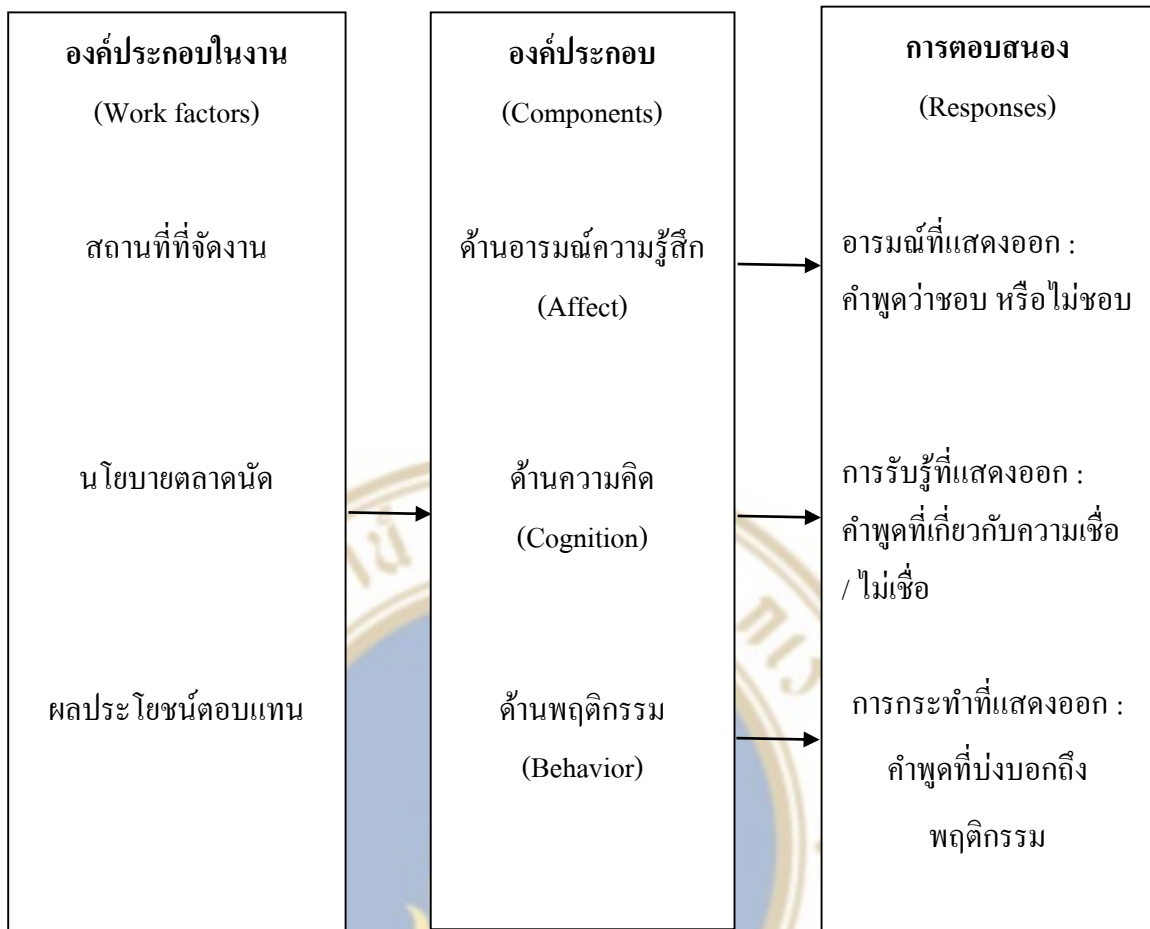 องค์ประกอบในงาน
(Work factors)
สถานที่ที่จัดงาน
นโยบายตลาดนัด
ผลประโยชน์ตอบแทน
องค์ประกอบ
(Components)
ด้านอารมณ์ความรู้สึก
(Affect)
ด้านความคิด
(Cognition)
ด้านพฤติกรรม
(Behavior)
การตอบสนอง
(Responses)
อารมณ์ที่แสดงออก :
คำพูดว่าชอบ หรือไม่ชอบ
การรับรู้ที่แสดงออก :
คำพูดที่เกี่ยวกับความเชื่อ
/ ไม่เชื่อ
การกระทำที่แสดงออก :
คำพูดที่บ่งบอกถึง
พฤติกรรม